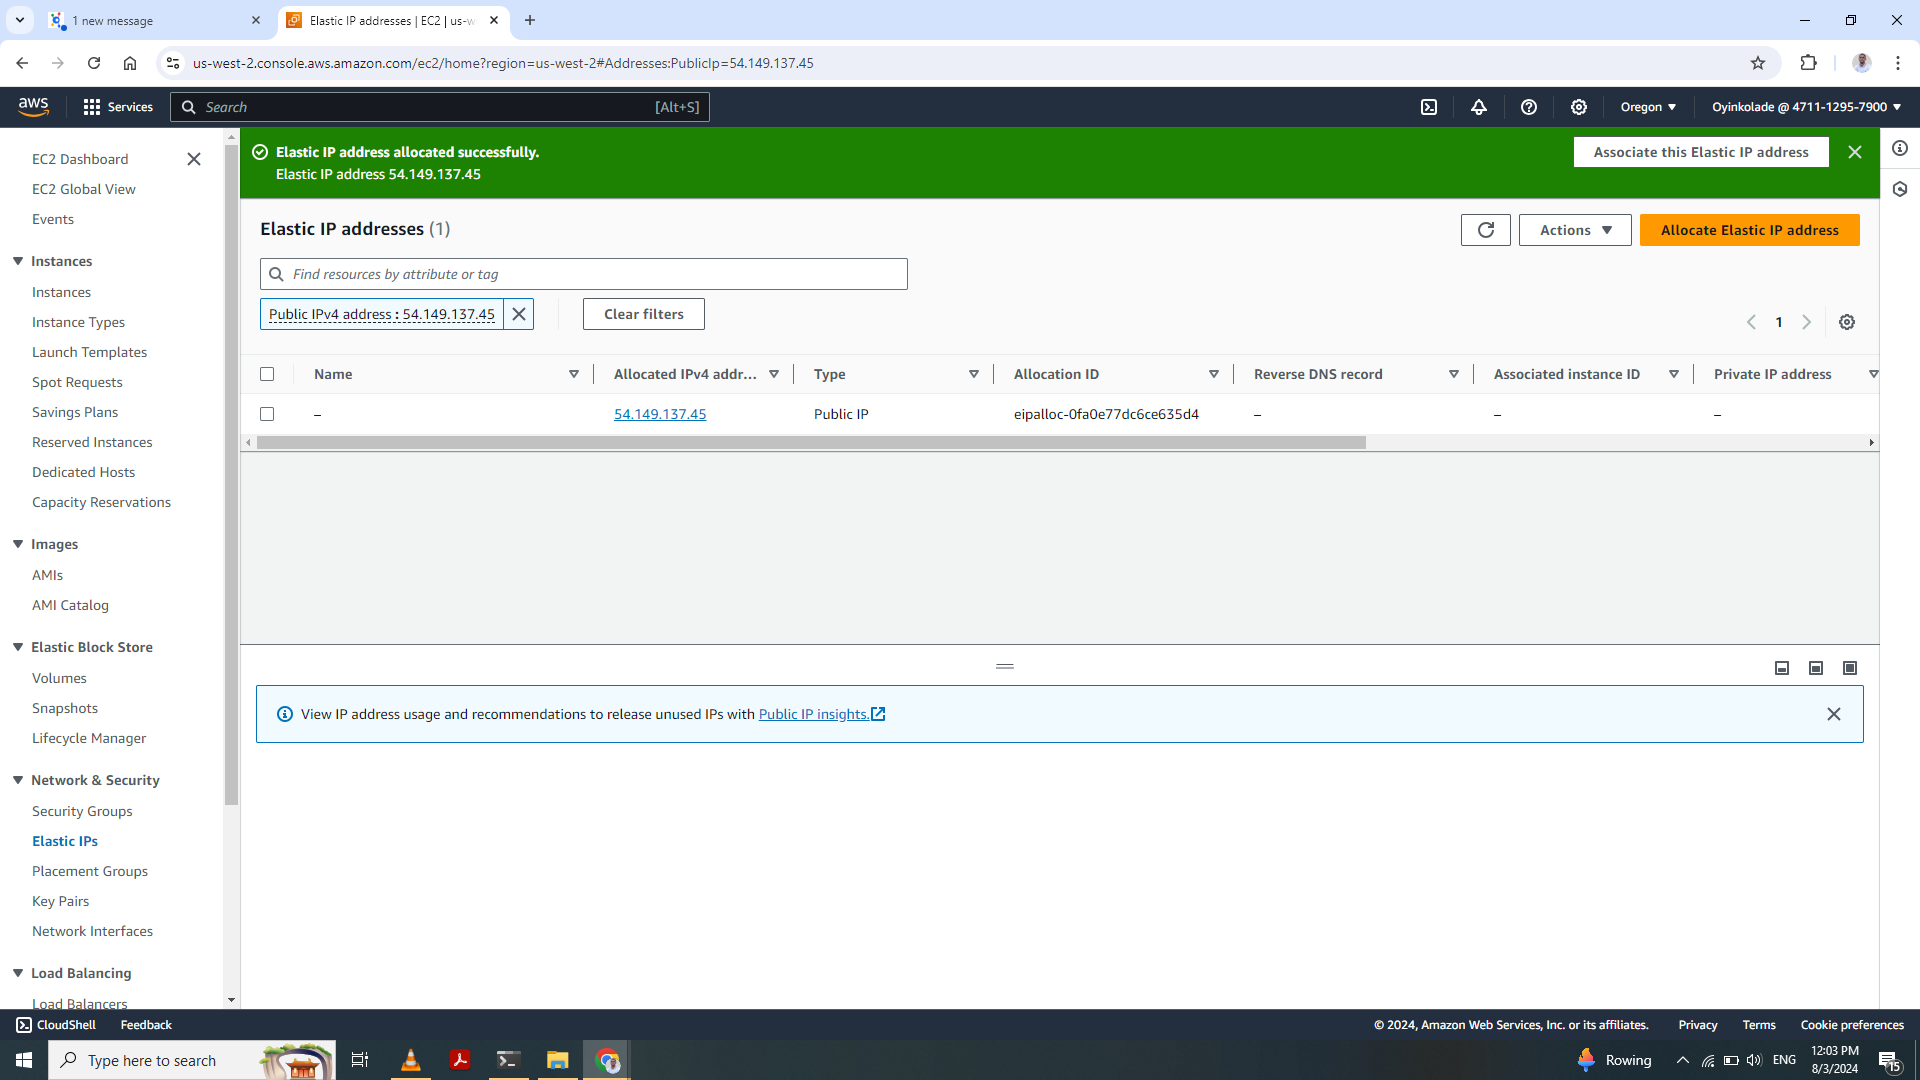 1 new message
Elastic IP addresses | EC2 | us-w
us-west-2.console.aws.amazon.com/ec2/home?region=us-west-2#Addresses:PublicIp=54.149.137.45
aws
Services
Search
[Alt+S]
Oregon
Oyinkolade @ 4711-1295-7900
EC2 Dashboard
EC2 Global View
Events
Instances
Instances
Instance Types
Launch Templates
Spot Requests
Savings Plans
Reserved Instances
Dedicated Hosts
Capacity Reservations
Images
AMIs
AMI Catalog
Elastic Block Store
Volumes
Snapshots
Lifecycle Manager
Network & Security
Security Groups
Elastic IPs
Placement Groups
Key Pairs
Network Interfaces
Load Balancing
Load Balancers
Elastic IP address allocated successfully.
Elastic IP address 54.149.137.45
Associate this Elastic IP address
Elastic IP addresses (1)
Actions
Allocate Elastic IP address
Find resources by attribute or tag
Public IPv4 address : 54.149.137.45
Clear filters
1
Name
Allocated IPv4 addr...
Type
Allocation ID
Reverse DNS record
Associated instance ID
Private IP address
–
54.149.137.45
Public IP
eipalloc-0fa0e77dc6ce635d4
–
–
–
View IP address usage and recommendations to release unused IPs with Public IP insights.
CloudShell
Feedback
© 2024, Amazon Web Services, Inc. or its affiliates.
Privacy
Terms
Cookie preferences
Type here to search
Rowing
ENG
12:03 PM
8/3/2024
15